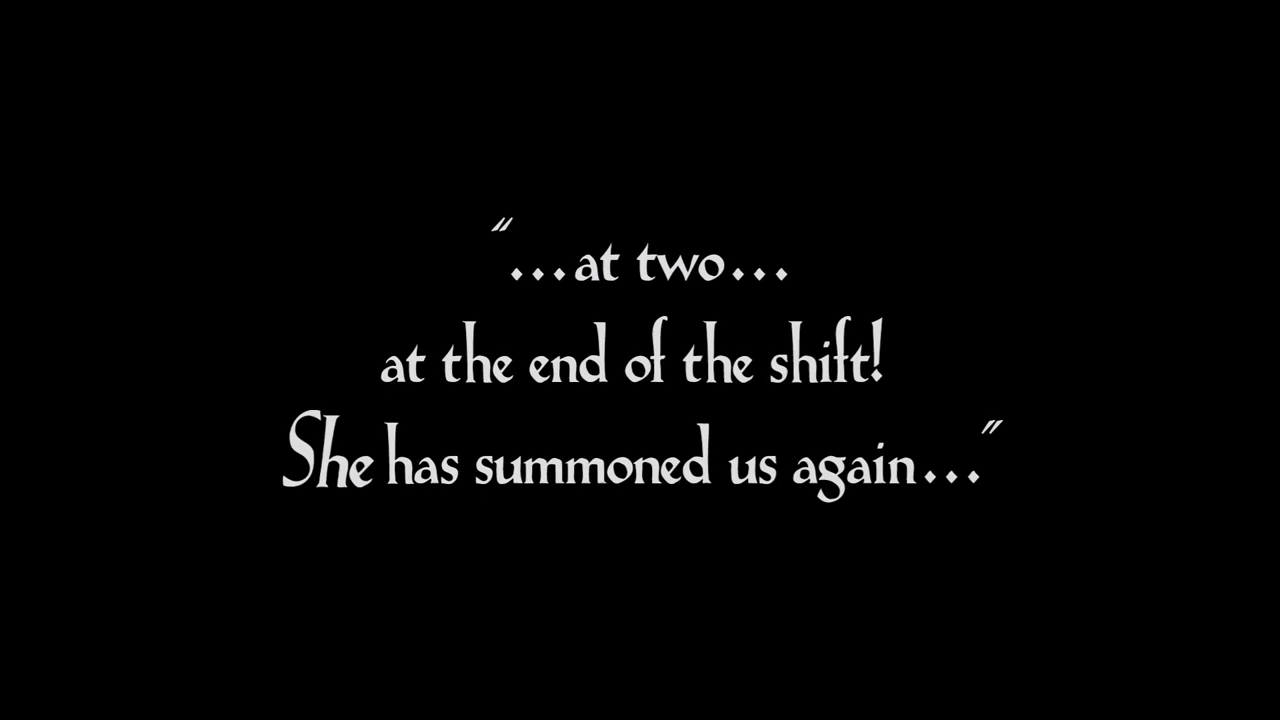 "...at two...
at the end of the shift!
She has summoned us again..."